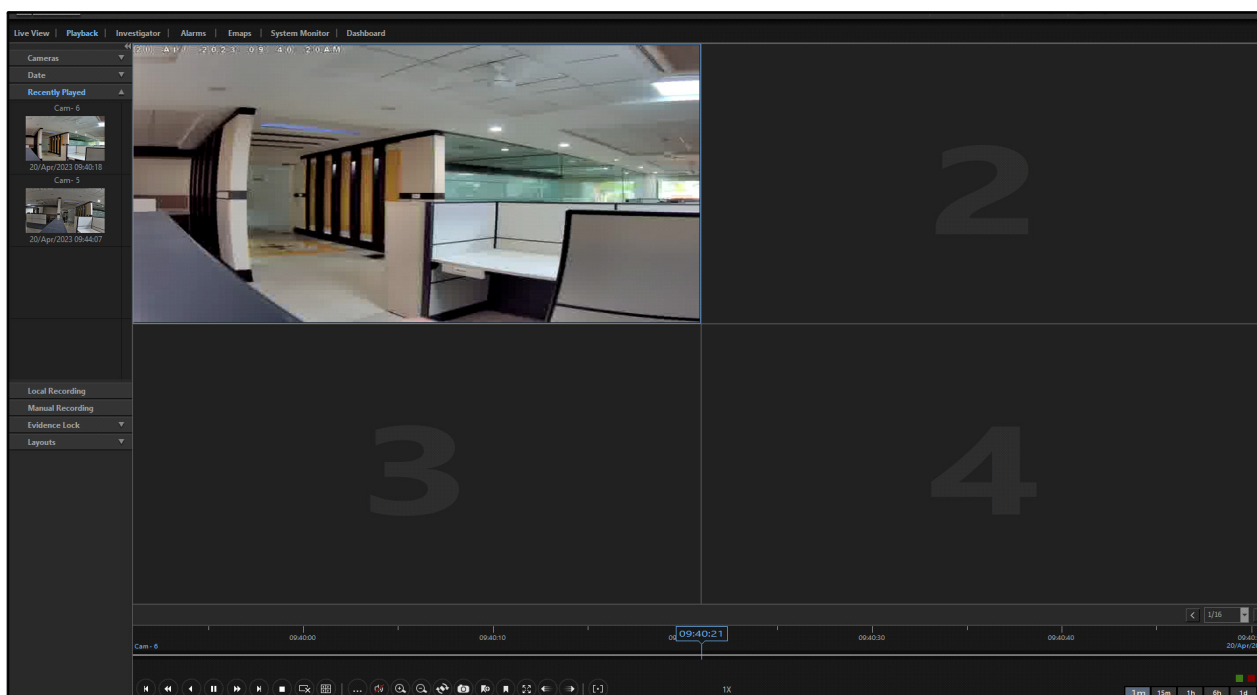 Live View | Playback | Investigator | Alarms | Emaps | System Monitor | Dashboard
Cameras
Date
Recently Played
Cam- 6
20/Apr/2023 09:40:18
Cam- 5
20/Apr/2023 09:44:07
Local Recording
Manual Recording
Evidence Lock
Layouts
2
3
4
1/16
09:40:00
09:40:10
09:40:21
09:40:30
09:40:40
Cam - 6
1X
1m 15m 1h 6h 1d